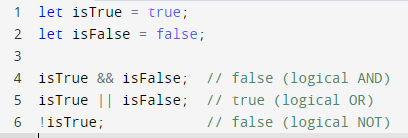 1 let isTrue = true;
2 let isFalse = false;
3
4 isTrue && isFalse;  // false (logical AND)
5 isTrue || isFalse;  // true (logical OR)
6 !isTrue;            // false (logical NOT)